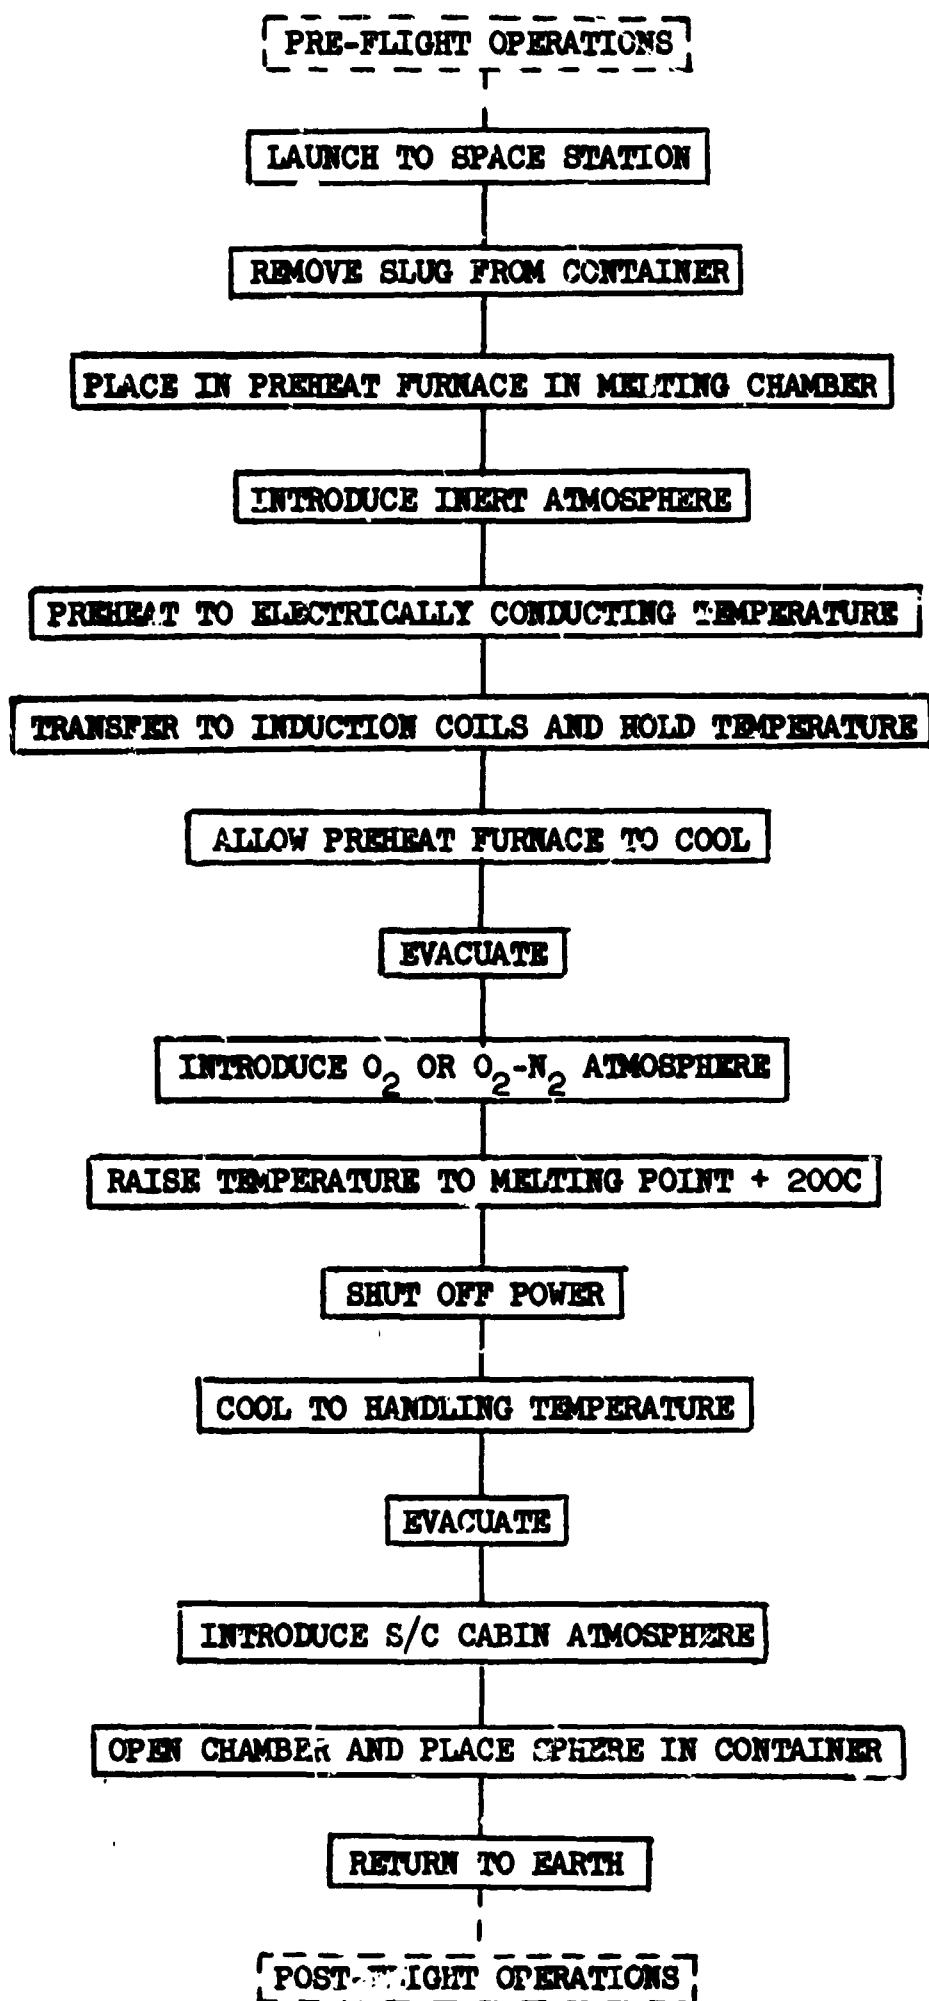 PRE-FLIGHT OPERATIONS
LAUNCH TO SPACE STATION
REMOVE SLUG FROM CONTAINER
PLACE IN PREHEAT FURNACE IN MELTING CHAMBER
INTRODUCE INERT ATMOSPHERE
PREHEAT TO ELECTRICALLY CONDUCTING TEMPERATURE
TRANSFER TO INDUCTION COILS AND HOLD TEMPERATURE
ALLOW PREHEAT FURNACE TO COOL
EVACUATE
INTRODUCE O₂ OR O₂-N₂ ATMOSPHERE
RAISE TEMPERATURE TO MELTING POINT + 200C
SHUT OFF POWER
COOL TO HANDLING TEMPERATURE
EVACUATE
INTRODUCE S/C CABIN ATMOSPHERE
OPEN CHAMBER AND PLACE SPHERE IN CONTAINER
RETURN TO EARTH
POST-FLIGHT OPERATIONS